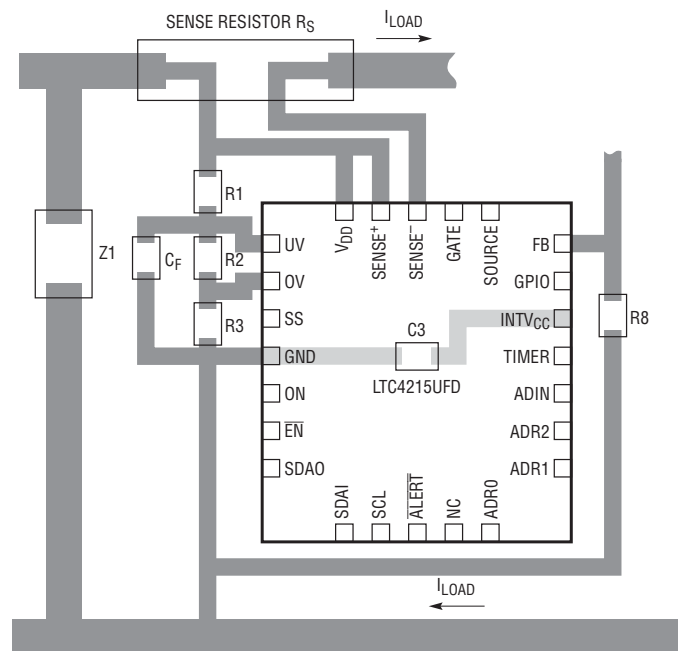 SENSE RESISTOR RS
ILOAD
R1
Z1
CF
R2
R3
UV
OV
SS
GND
ON
EN
SDAO
VDD
SENSE+
SENSE–
GATE
SOURCE
FB
GPIO
INTVCC
TIMER
ADIN
ADR2
ADR1
R8
C3
LTC4215UFD
SDAI
SCL
ALERT
NC
ADR0
ILOAD